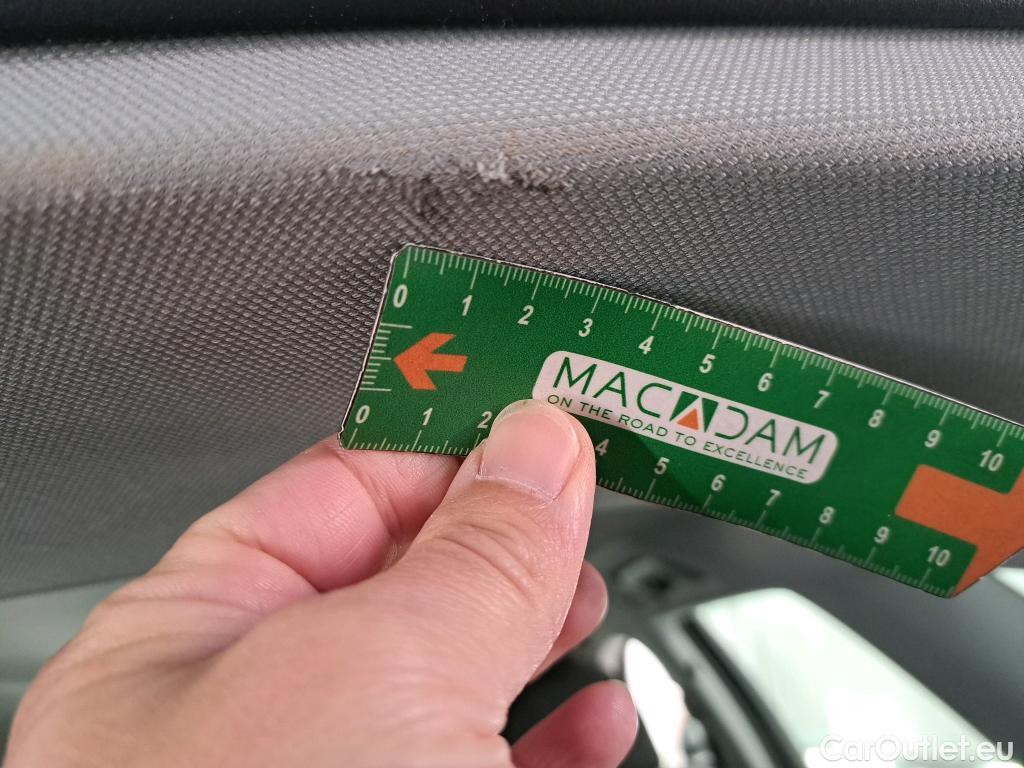 0 1 2 3 4 5 6 7 8 9 10
MACADAM
ON THE ROAD TO EXCELLENCE
0 1 2 4 5 6 7 8 9 10
CarOutlet.eu